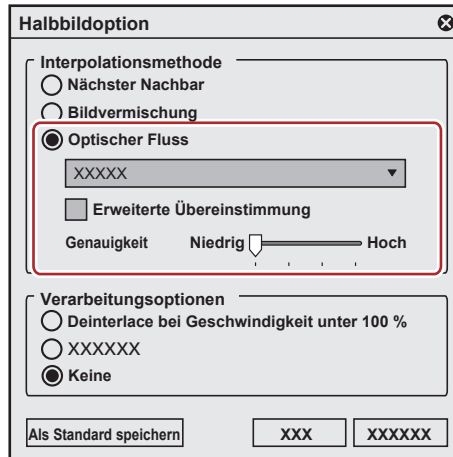 Halbbildoption
Interpolationsmethode
Nächster Nachbar
Bildvermischung
Optischer Fluss
XXXXX
Erweiterte Übereinstimmung
Genauigkeit Niedrig Hoch
Verarbeitungsoptionen
Deinterlace bei Geschwindigkeit unter 100 %
XXXXXX
Keine
Als Standard speichern XXX XXXXXX